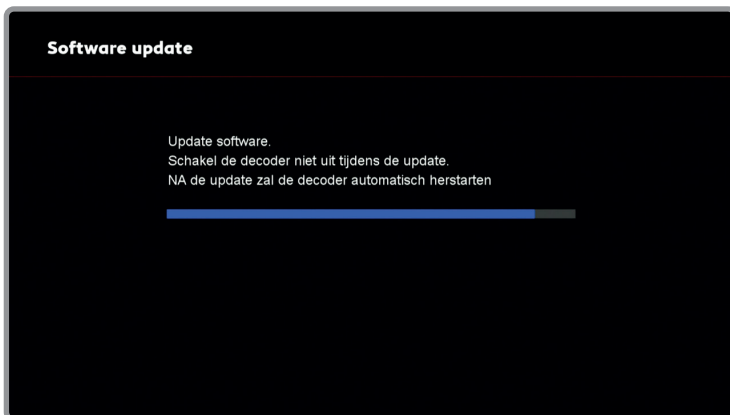 Software update
Update software.
Schakel de decoder niet uit tijdens de update.
NA de update zal de decoder automatisch herstarten